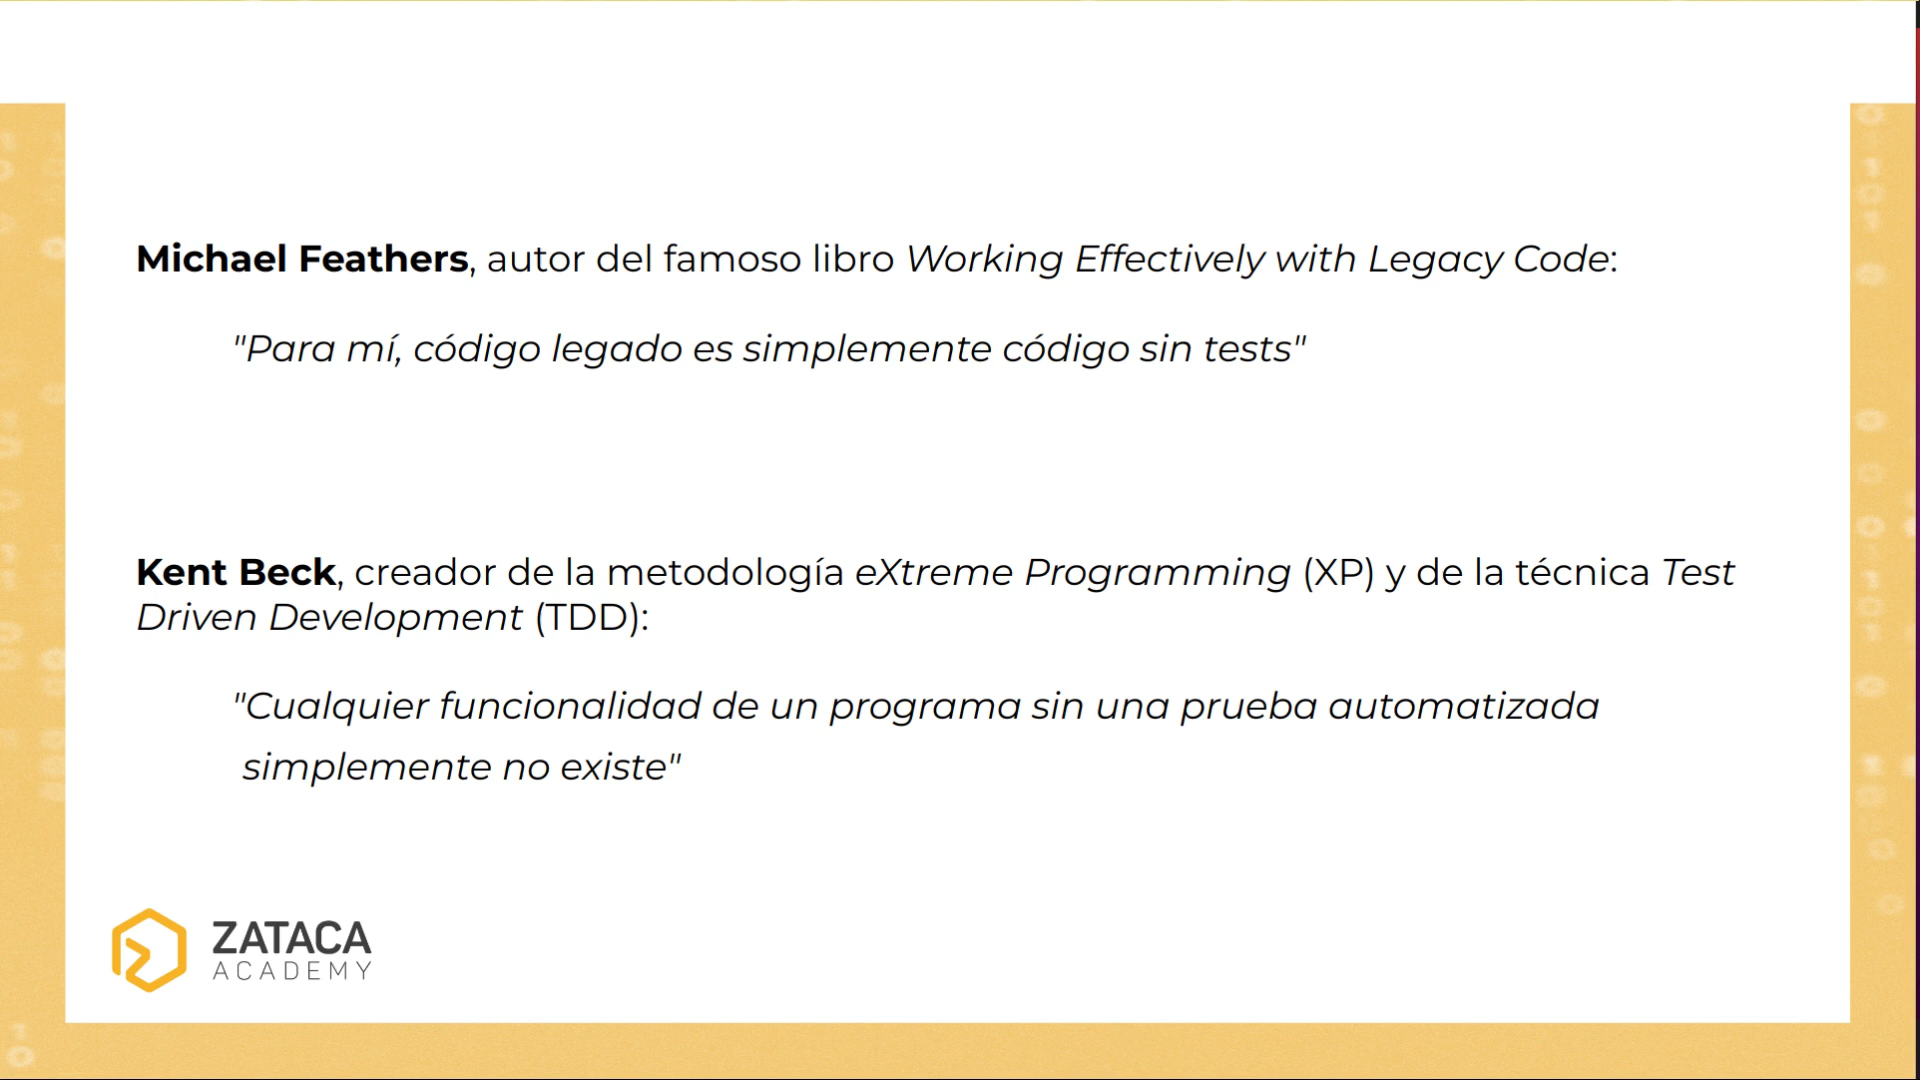 Michael Feathers, autor del famoso libro Working Effectively with Legacy Code:
"Para mí, código legado es simplemente código sin tests"
Kent Beck, creador de la metodología eXtreme Programming (XP) y de la técnica Test
Driven Development (TDD):
"Cualquier funcionalidad de un programa sin una prueba automatizada
simplemente no existe"
ZATACA
ACADEMY